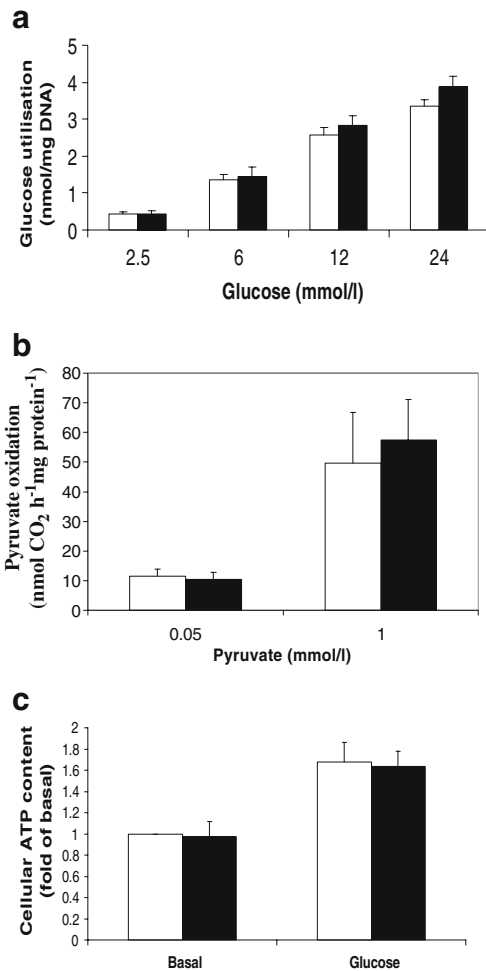 a
Glucose utilisation
(nmol/mg DNA)
5
4
3
2
1
0
2.5 6 12 24
Glucose (mmol/l)
b
Pyruvate oxidation
(nmol CO₂ h⁻¹mg protein⁻¹)
80
70
60
50
40
30
20
10
0
0.05 1
Pyruvate (mmol/l)
c
Cellular ATP content
(fold of basal)
2
1.8
1.6
1.4
1.2
1
0.8
0.6
0.4
0.2
0
Basal Glucose